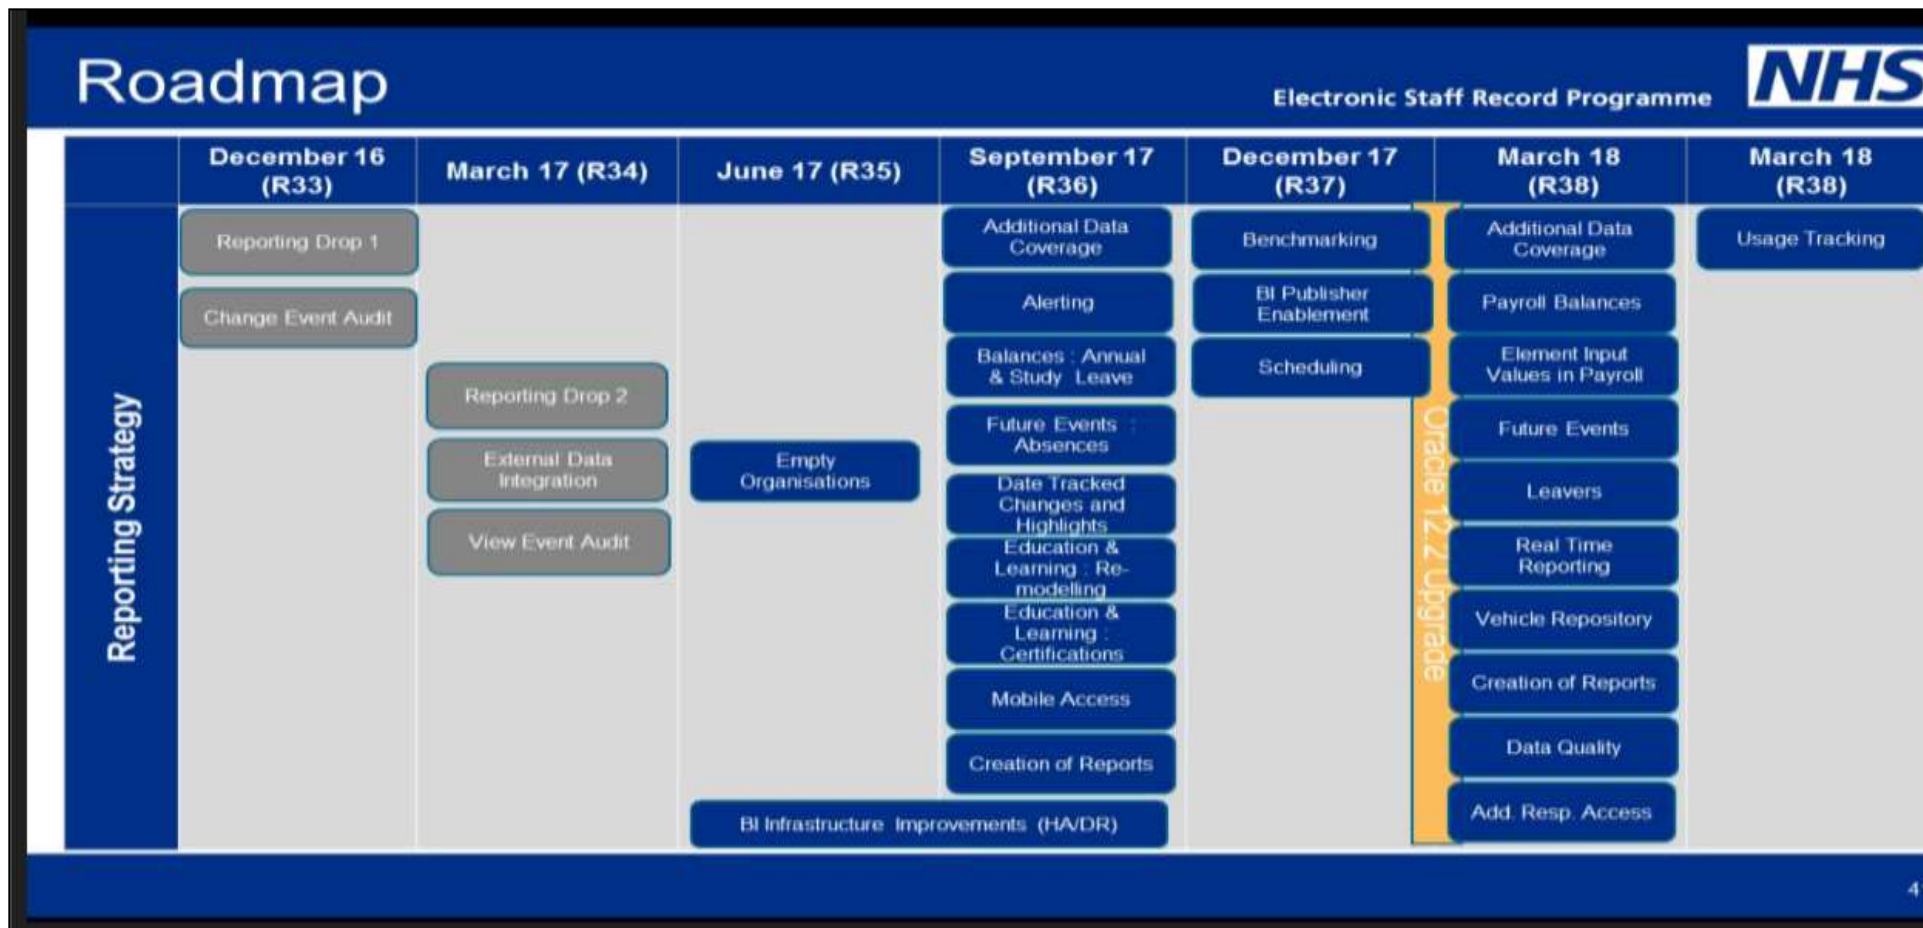 Roadmap
Electronic Staff Record Programme
NHS
December 16
(R33)
March 17 (R34)
June 17 (R35)
September 17
(R36)
December 17
(R37)
March 18
(R38)
March 18
(R38)
Reporting Strategy
Reporting Drop 1
Change Event Audit
Reporting Drop 2
External Data
Integration
View Event Audit
Empty
Organisations
BI Infrastructure Improvements (HA/DR)
Additional Data
Coverage
Alerting
Balances : Annual
& Study Leave
Future Events :
Absences
Date Tracked
Changes and
Highlights
Education &
Learning : Re-
modelling
Education &
Learning :
Certifications
Mobile Access
Creation of Reports
Benchmarking
BI Publisher
Enablement
Scheduling
Oracle 12.2 Upgrade
Additional Data
Coverage
Payroll Balances
Element Input
Values in Payroll
Future Events
Leavers
Real Time
Reporting
Vehicle Repository
Creation of Reports
Data Quality
Add. Resp. Access
Usage Tracking